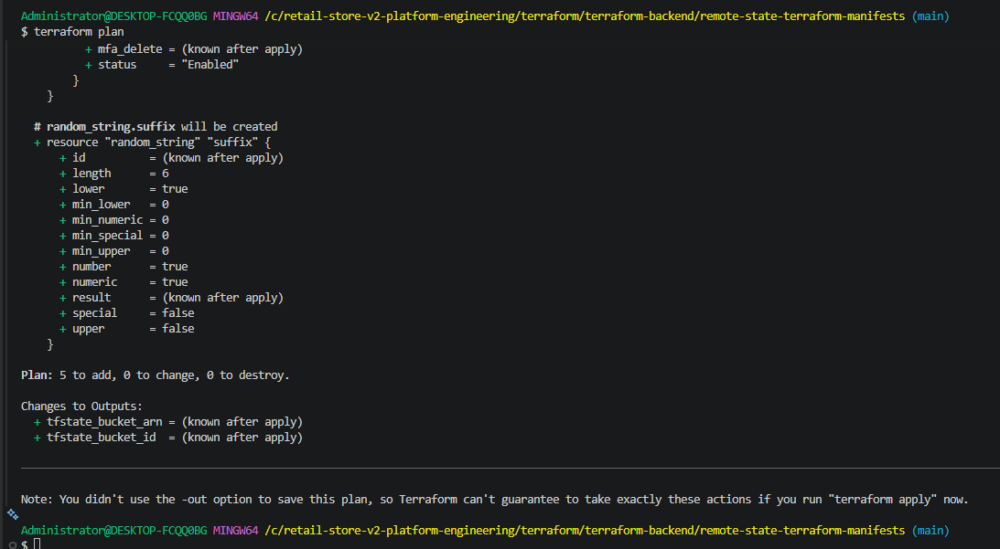 Administrator@DESKTOP-FCQQ0BG MINGW64 /c/retail-store-v2-platform-engineering/terraform/terraform-backend/remote-state-terraform-manifests (main)
$ terraform plan
          + mfa_delete = (known after apply)
          + status     = "Enabled"
        }
    }

  # random_string.suffix will be created
  + resource "random_string" "suffix" {
      + id          = (known after apply)
      + length      = 6
      + lower       = true
      + min_lower   = 0
      + min_numeric = 0
      + min_special = 0
      + min_upper   = 0
      + number      = true
      + numeric     = true
      + result      = (known after apply)
      + special     = false
      + upper       = false
    }

Plan: 5 to add, 0 to change, 0 to destroy.

Changes to Outputs:
  + tfstate_bucket_arn = (known after apply)
  + tfstate_bucket_id  = (known after apply)

Note: You didn't use the -out option to save this plan, so Terraform can't guarantee to take exactly these actions if you run "terraform apply" now.

Administrator@DESKTOP-FCQQ0BG MINGW64 /c/retail-store-v2-platform-engineering/terraform/terraform-backend/remote-state-terraform-manifests (main)
$